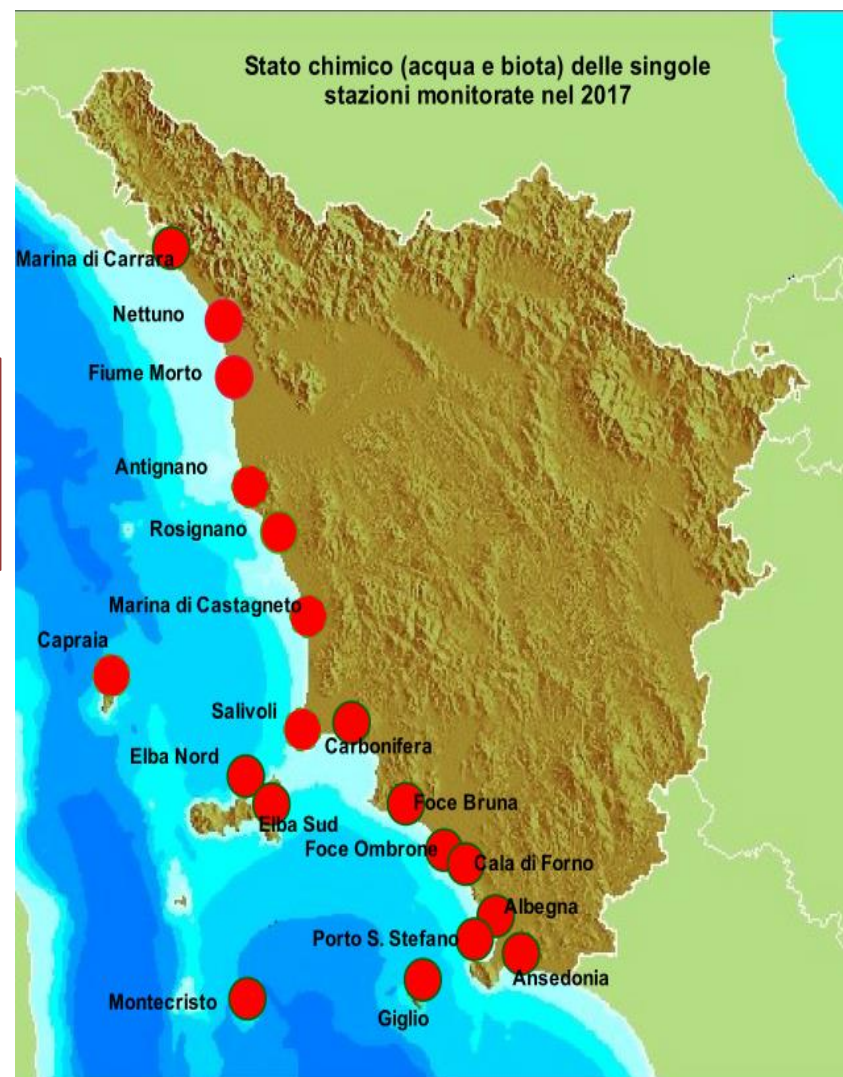 Stato chimico (acqua e biota) delle singole
stazioni monitorate nel 2017
Marina di Carrara
Nettuno
Fiume Morto
Antignano
Rosignano
Marina di Castagneto
Capraia
Salivoli
Carbonifera
Elba Nord
Foce Bruna
Elba Sud
Foce Ombrone
Cala di Forno
Albegna
Porto S. Stefano
Ansedonia
Giglio
Montecristo